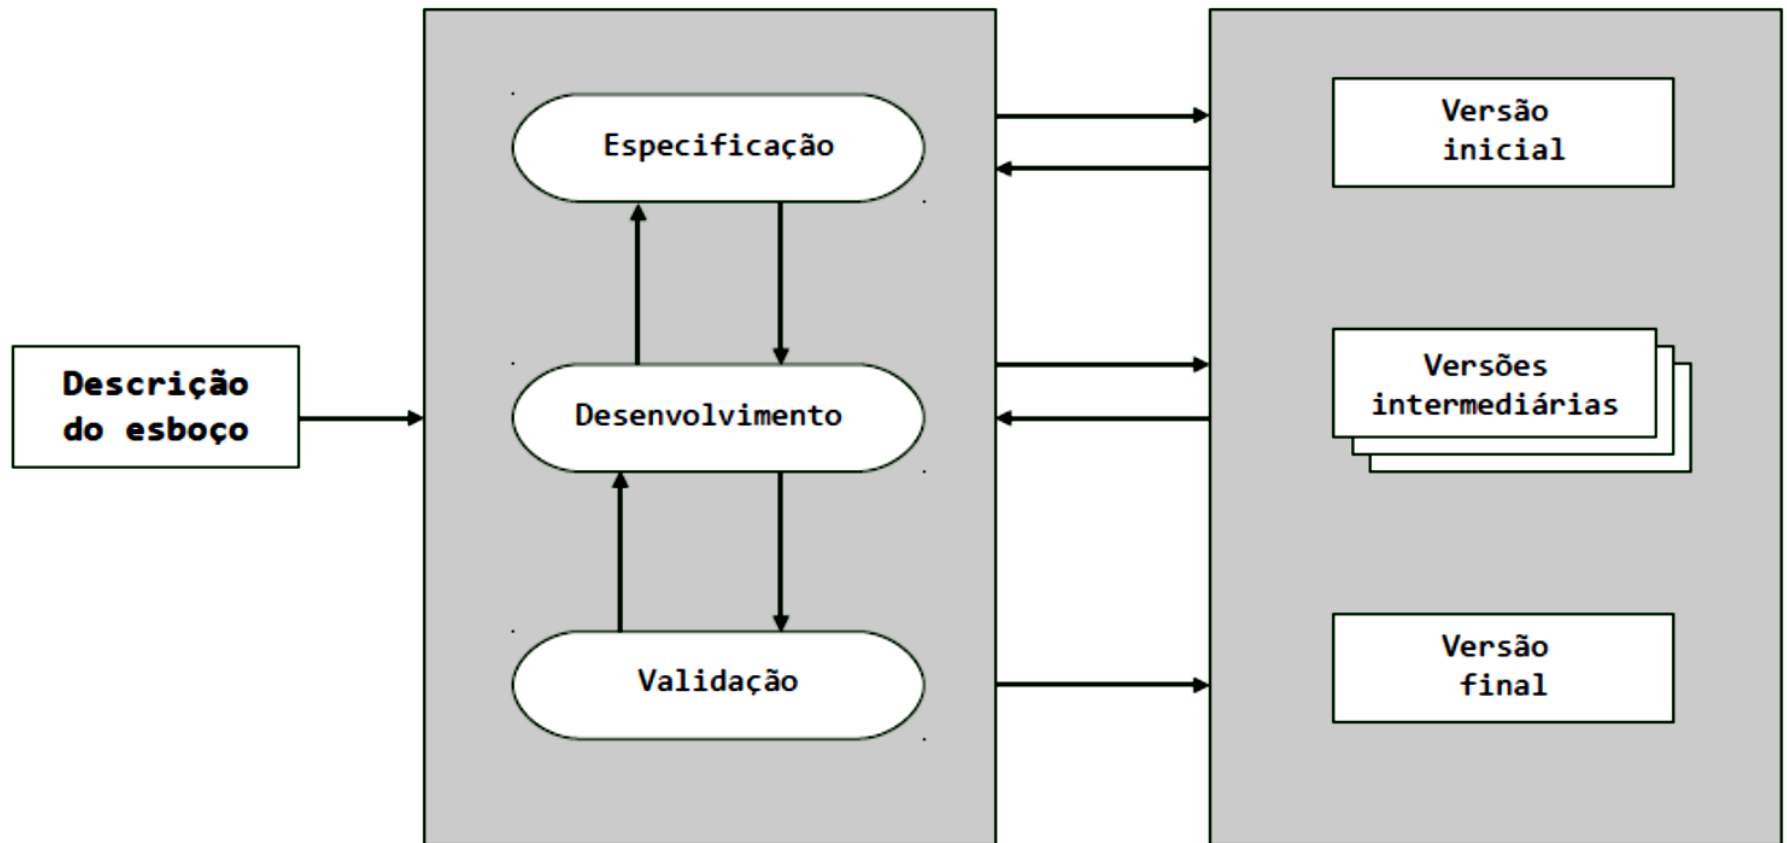 Descrição
do esboço
Especificação
Desenvolvimento
Validação
Versão
inicial
Versões
intermediárias
Versão
final